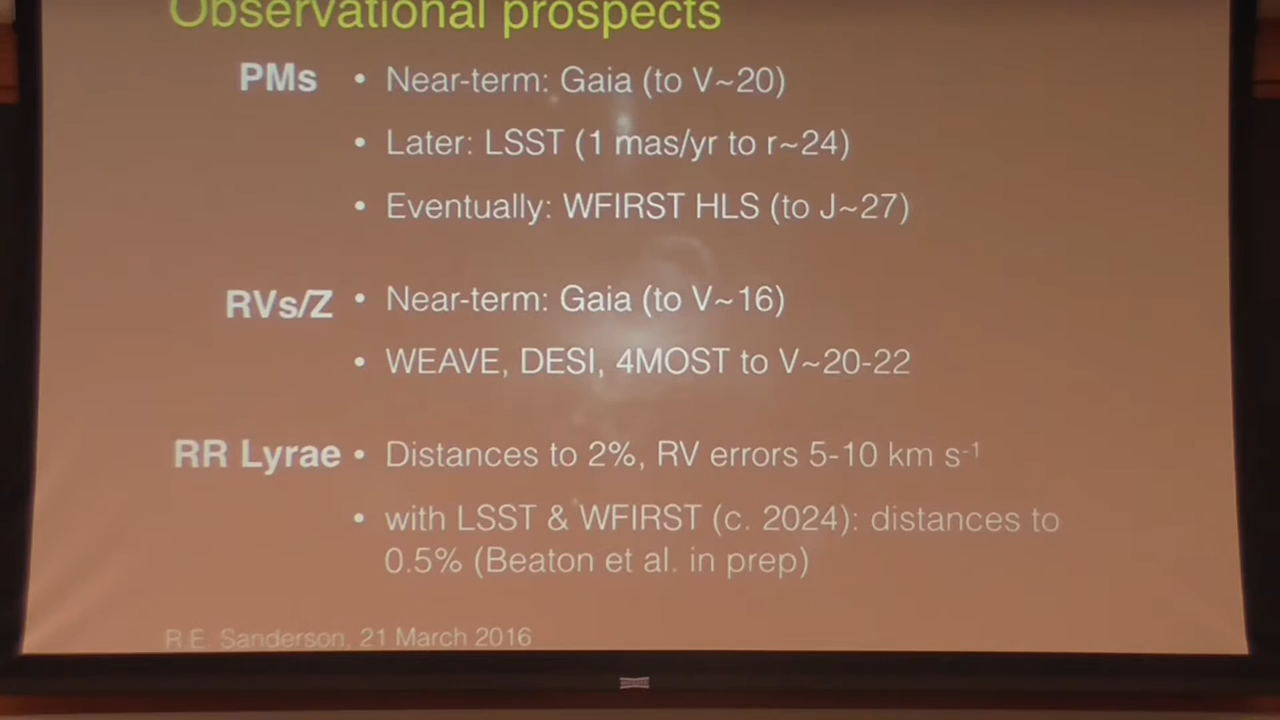 Observational prospects
PMs • Near-term: Gaia (to V~20)
• Later: LSST (1 mas/yr to r~24)
• Eventually: WFIRST HLS (to J~27)
RVs/Z • Near-term: Gaia (to V~16)
• WEAVE, DESI, 4MOST to V~20-22
RR Lyrae • Distances to 2%, RV errors 5-10 km s⁻¹
• with LSST & WFIRST (c. 2024): distances to
0.5% (Beaton et al. in prep)
R.E. Sanderson, 21 March 2016